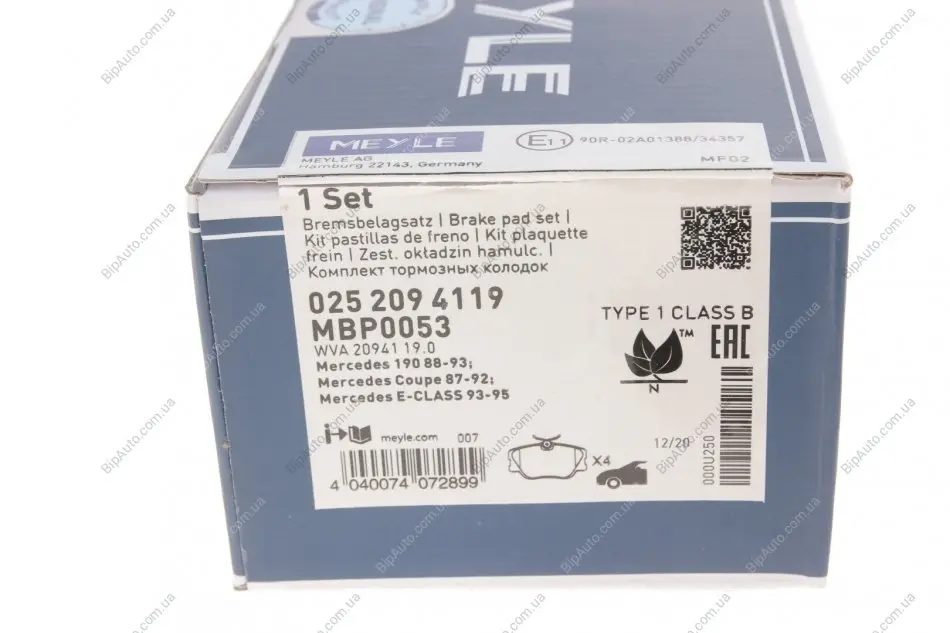 YLE
MEYLE
MEYLE AG
Hamburg 22143, Germany
E11 90R-02A01388/34357
MF02
1 Set
Bremsbelagsatz | Brake pad set |
Kit pastillas de freno | Kit plaquette
frein | Zest. okładzin hamulc. |
Комплект тормозных колодок
025 209 4119
MBP0053
WVA 20941 19.0
Mercedes 190 88-93;
Mercedes Coupe 87-92;
Mercedes E-CLASS 93-95
TYPE 1 CLASS B
TM
EAC
N
meyle.com 007
4 040074 072899
X4
12/20
000U250
BipAuto.com.ua